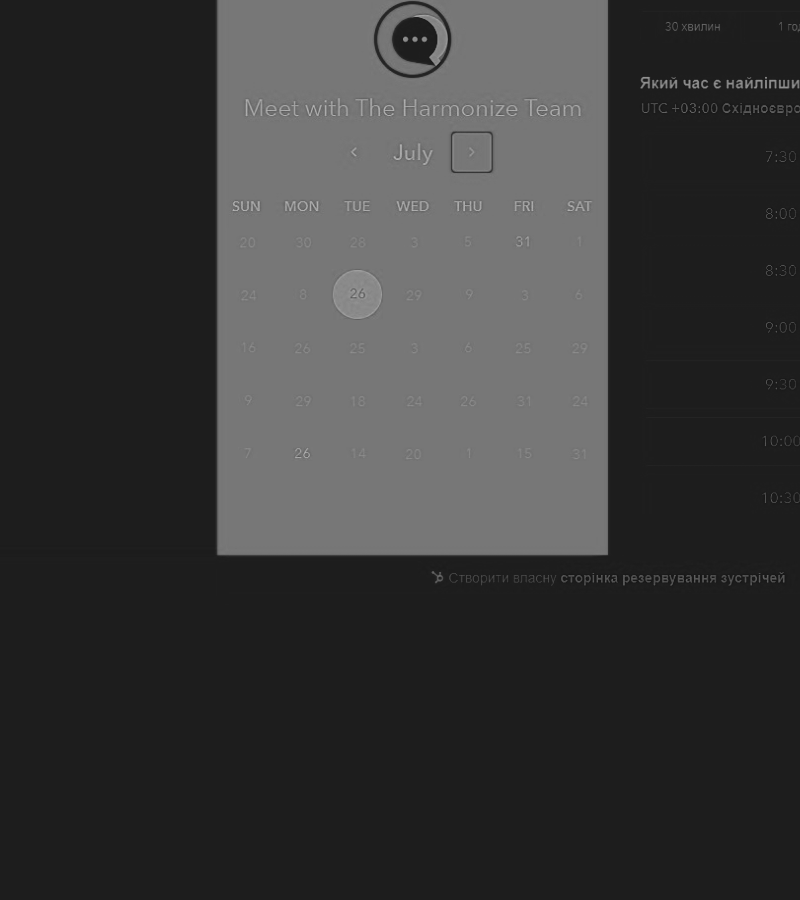 30 хвилин
Meet with The Harmonize Team
Який час є найліпши
UTC +03:00 Східноєвро
July
7:30
SUN MON TUE WED THU FRI SAT
20 30 28 3 5 31 1
8:00
24 8 26 29 9 3 6
8:30
9:00
16 26 25 3 6 25 29
9:30
9 29 18 24 26 31 24
10:00
7 26 14 20 1 15 31
10:30
Створити власну сторінка резервування зустрічей